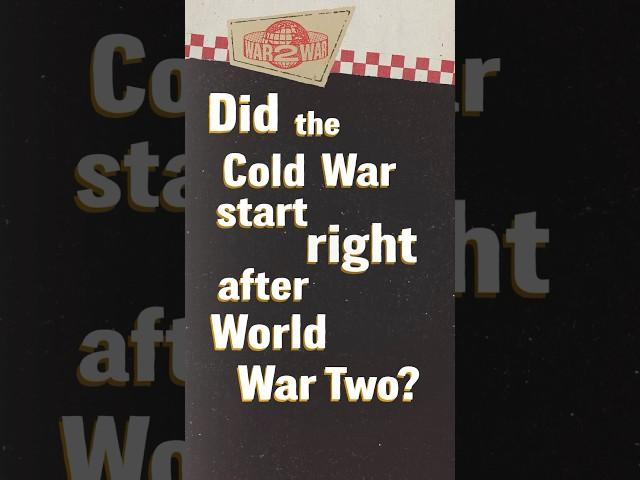 WAR 2 WAR
Did the
Cold War
start
right
after
World
War Two?